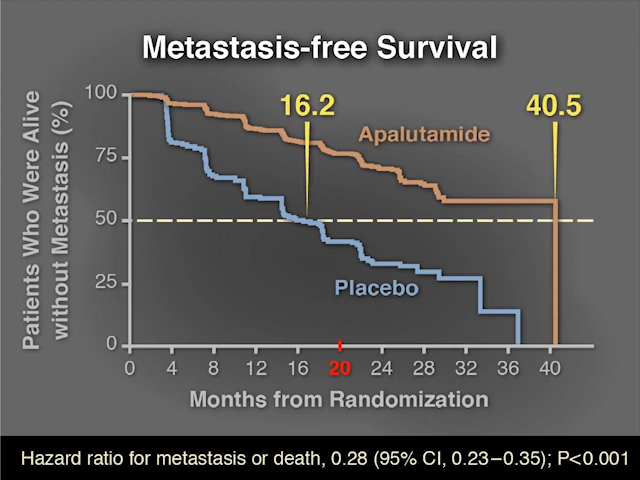 Metastasis-free Survival
Patients Who Were Alive
without Metastasis (%)
100
75
50
25
0
16.2
40.5
Apalutamide
Placebo
0 4 8 12 16 20 24 28 32 36 40
Months from Randomization
Hazard ratio for metastasis or death, 0.28 (95% CI, 0.23–0.35); P<0.001